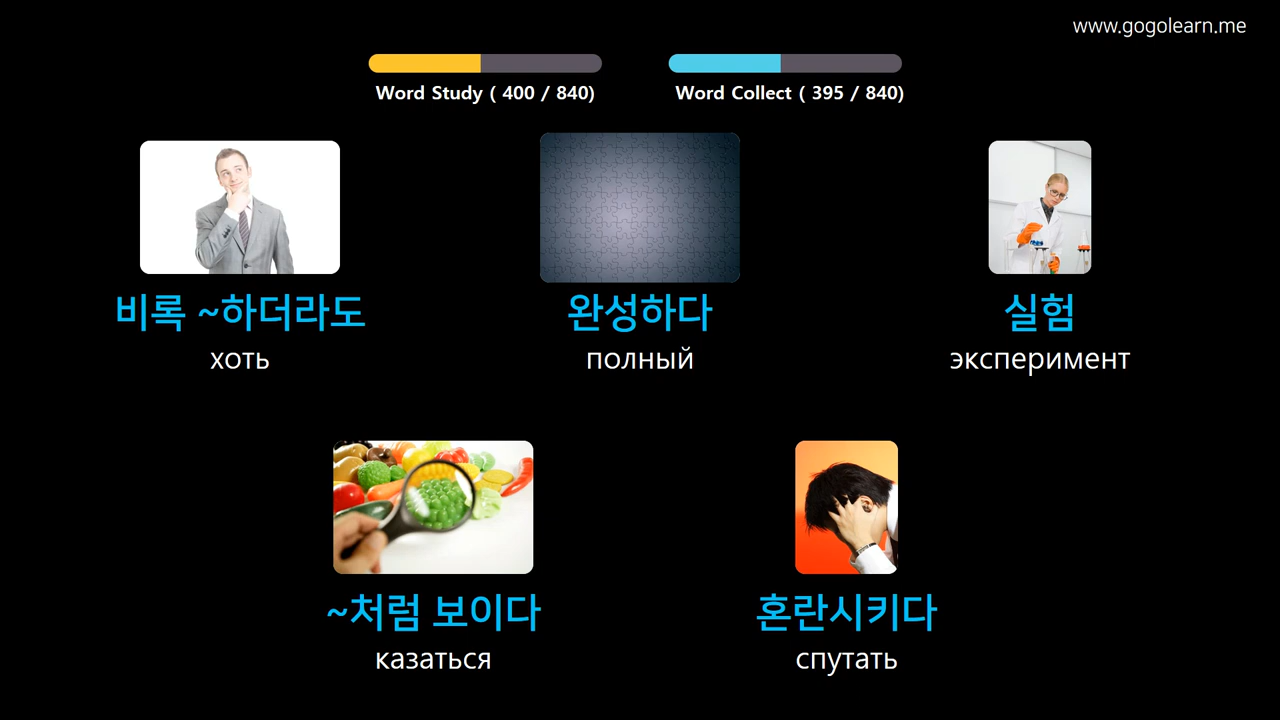 www.gogolearn.me
Word Study ( 400 / 840)
Word Collect ( 395 / 840)
비록 ~하더라도
хоть
완성하다
полный
실험
эксперимент
~처럼 보이다
казаться
혼란시키다
спутать